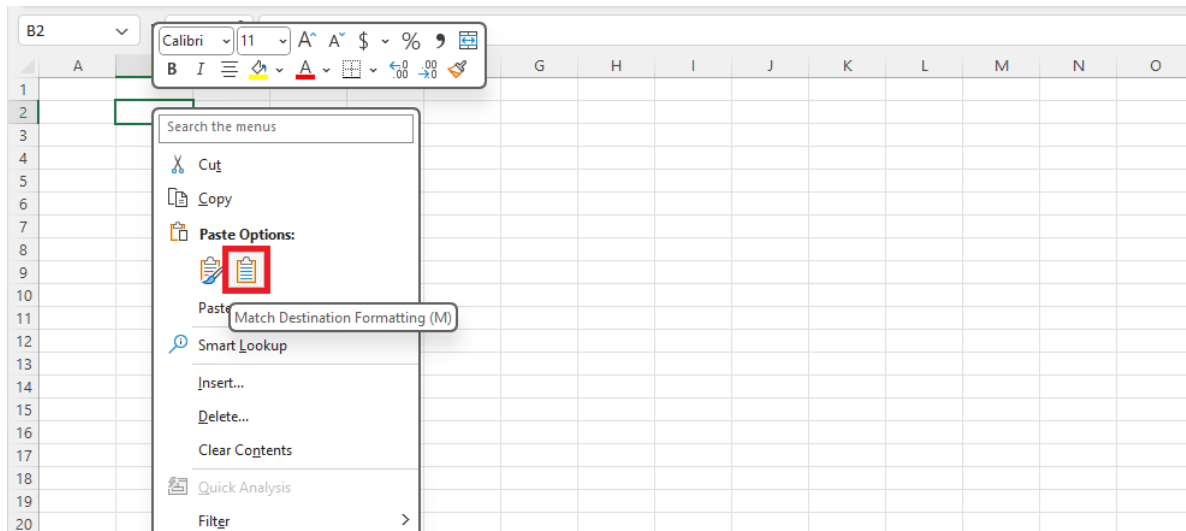 B2
Calibri 11 A^ A˅ $ % 9
B I A .00 .00
A G H I J K L M N O
1
2
Search the menus
3
4
Cut
5
6
Copy
7
Paste Options:
8
9
10
Paste
11
Match Destination Formatting (M)
12
Smart Lookup
13
14
Insert...
15
Delete...
16
17
Clear Contents
18
Quick Analysis
19
20
Filter >